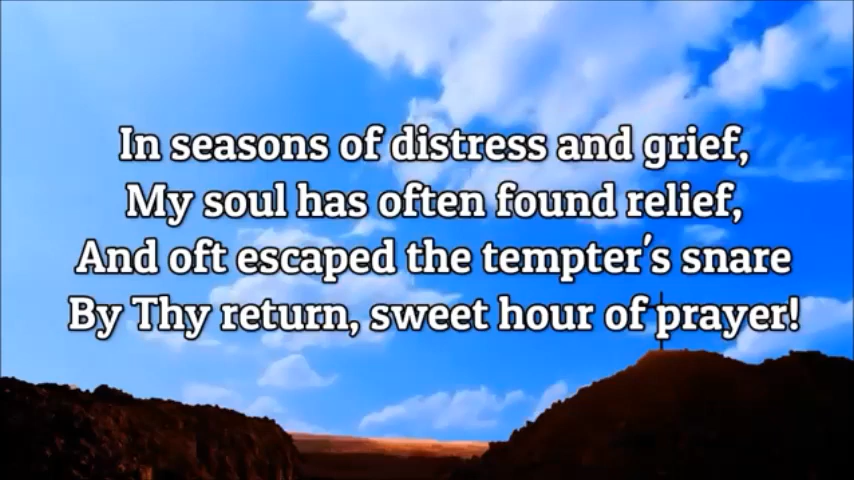 In seasons of distress and grief,
My soul has often found relief,
And oft escaped the tempter's snare
By Thy return, sweet hour of prayer!